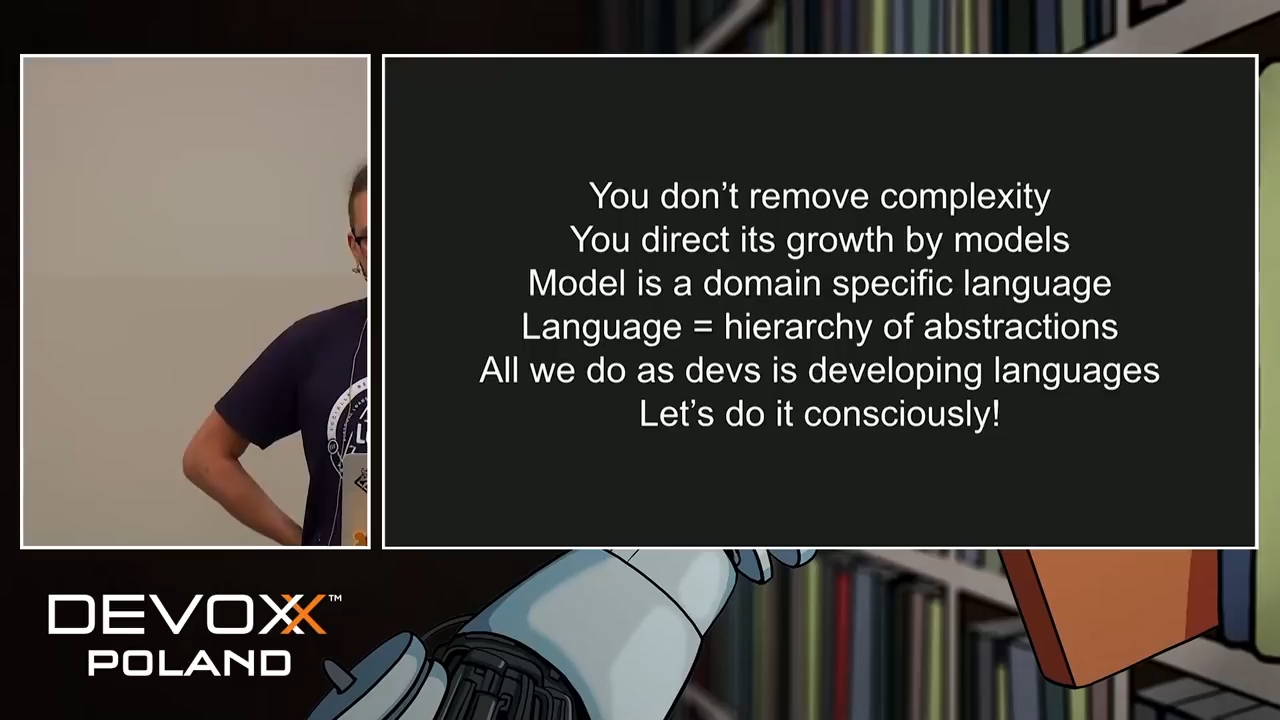 You don’t remove complexity
You direct its growth by models
Model is a domain specific language
Language = hierarchy of abstractions
All we do as devs is developing languages
Let’s do it consciously!
DEVOXX™
POLAND